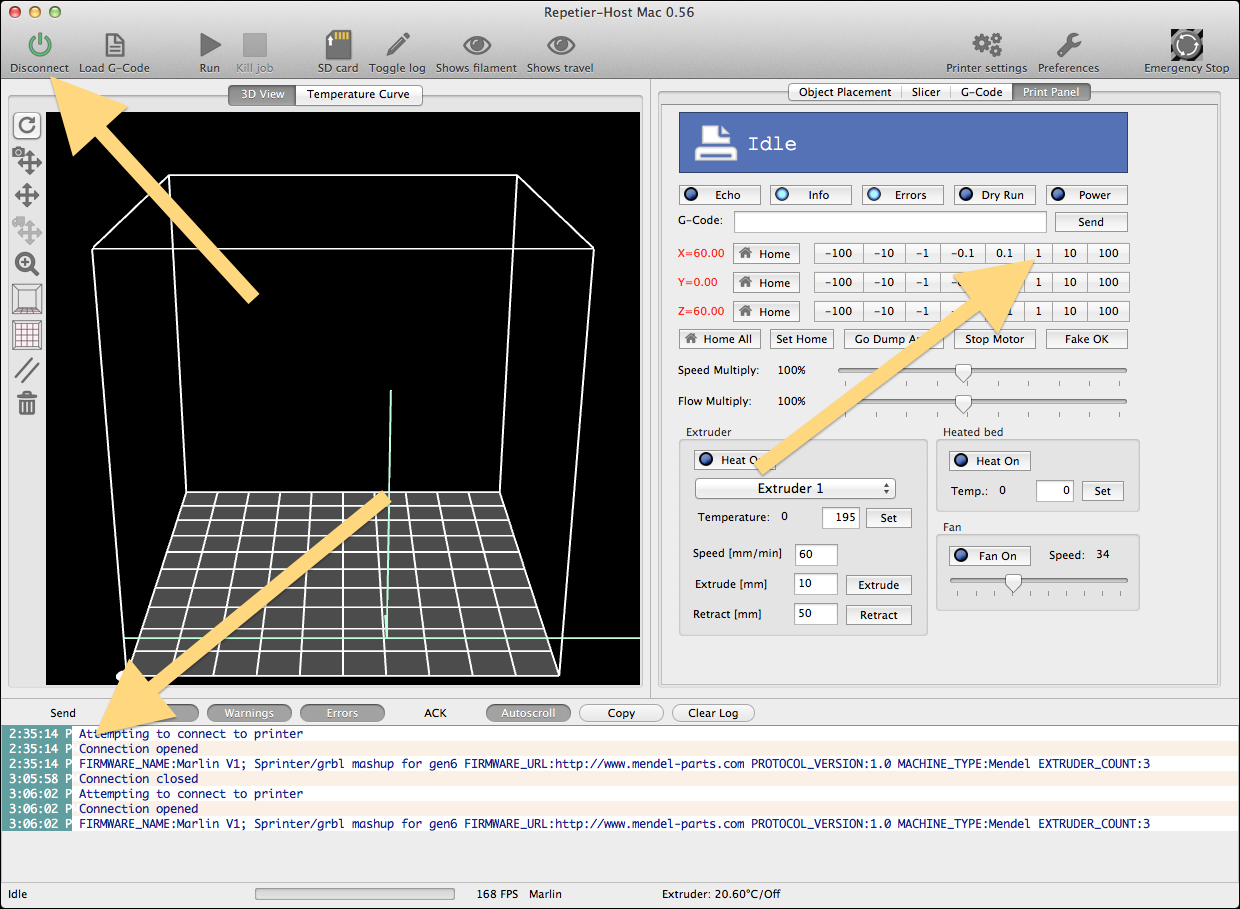 Repetier-Host Mac 0.56
Disconnect Load G-Code Run Kill job SD card Toggle log Shows filament Shows travel Printer settings Preferences Emergency Stop
3D View Temperature Curve
Object Placement Slicer G-Code Print Panel
Idle
Echo Info Errors Dry Run Power
G-Code: Send
X=60.00 Home -100 -10 -1 -0.1 0.1 1 10 100
Y=0.00 Home -100 -10 -1 1 10 100
Z=60.00 Home -100 -10 -1 1 10 100
Home All Set Home Go Dump Stop Motor Fake OK
Speed Multiply: 100%
Flow Multiply: 100%
Extruder
Heat
Extruder 1
Temperature: 0 195 Set
Speed [mm/min] 60
Extrude [mm] 10 Extrude
Retract [mm] 50 Retract
Heated bed
Heat On
Temp.: 0 0 Set
Fan
Fan On Speed: 34
Send Warnings Errors ACK Autoscroll Copy Clear Log
2:35:14 P Attempting to connect to printer
2:35:14 P Connection opened
2:35:14 P FIRMWARE_NAME:Marlin V1; Sprinter/grbl mashup for gen6 FIRMWARE_URL:http://www.mendel-parts.com PROTOCOL_VERSION:1.0 MACHINE_TYPE:Mendel EXTRUDER_COUNT:3
3:05:58 P Connection closed
3:06:02 P Attempting to connect to printer
3:06:02 P Connection opened
3:06:02 P FIRMWARE_NAME:Marlin V1; Sprinter/grbl mashup for gen6 FIRMWARE_URL:http://www.mendel-parts.com PROTOCOL_VERSION:1.0 MACHINE_TYPE:Mendel EXTRUDER_COUNT:3
Idle 168 FPS Marlin Extruder: 20.60°C/Off